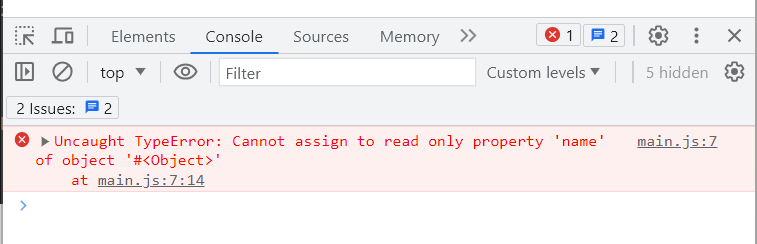 Elements Console Sources Memory 1 2
top Filter Custom levels 5 hidden
2 Issues: 2
Uncaught TypeError: Cannot assign to read only property 'name' main.js:7
of object '#<Object>'
at main.js:7:14